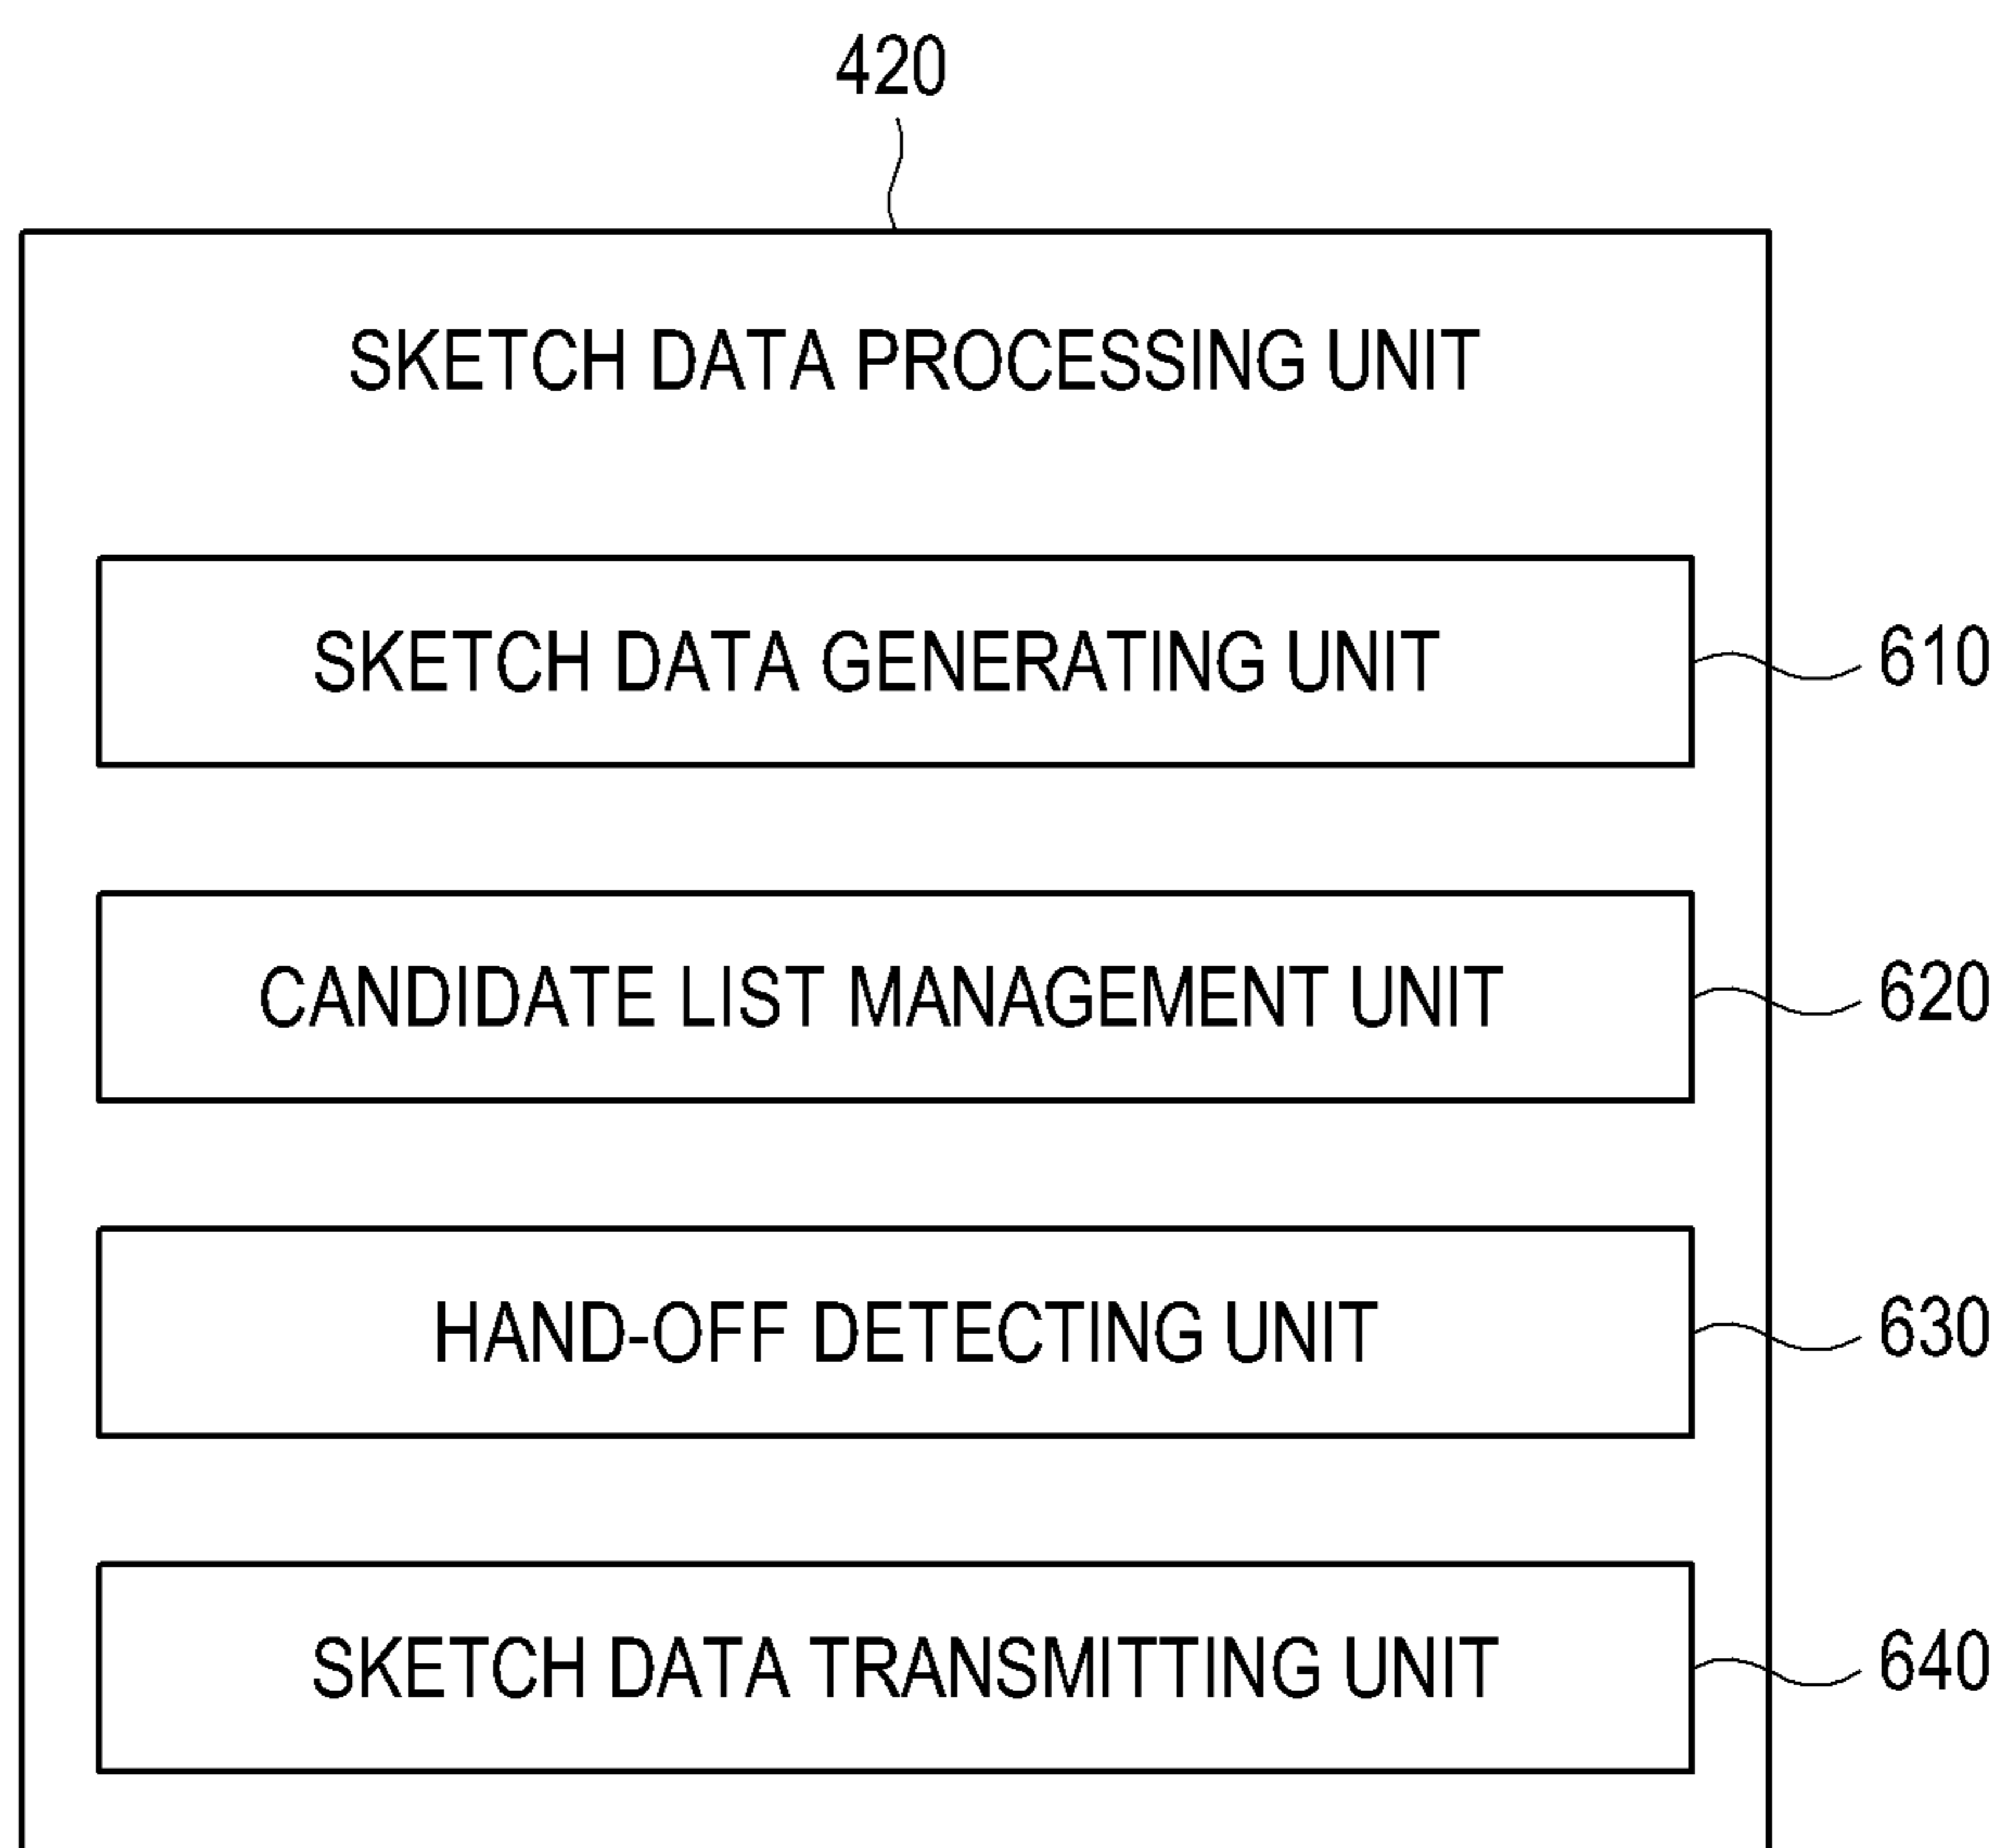 420
SKETCH DATA PROCESSING UNIT
SKETCH DATA GENERATING UNIT
610
CANDIDATE LIST MANAGEMENT UNIT
620
HAND-OFF DETECTING UNIT
630
SKETCH DATA TRANSMITTING UNIT
640